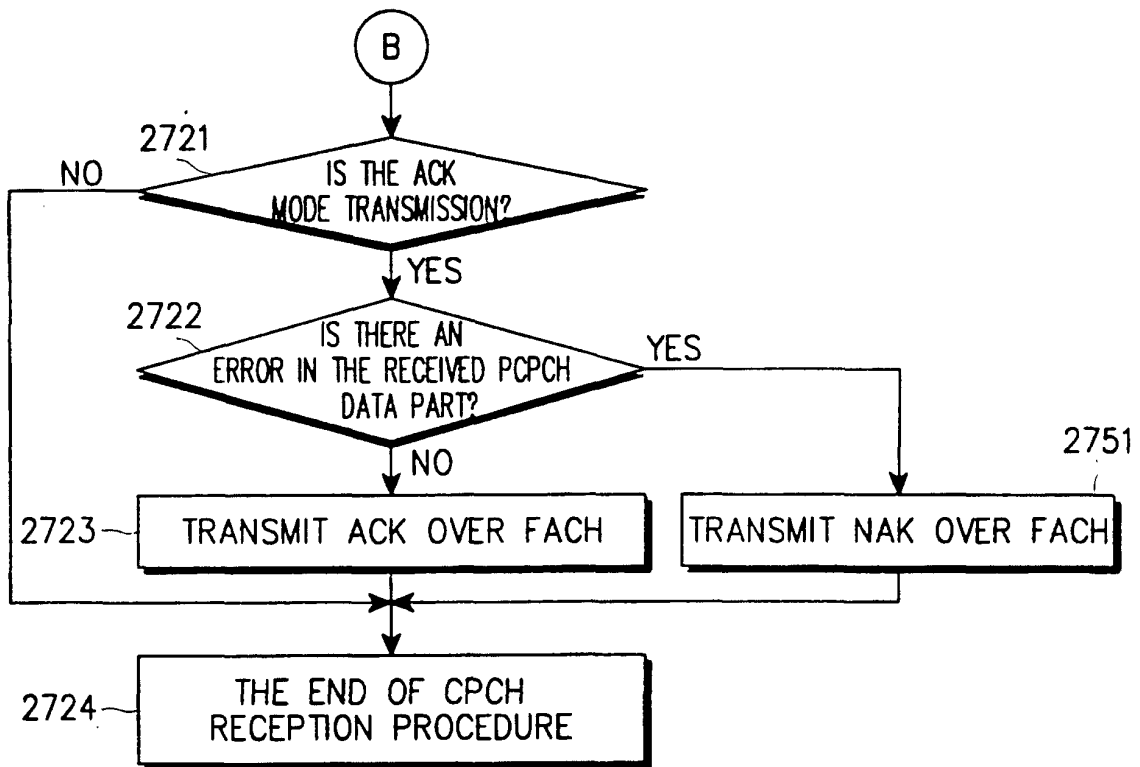 B
2721
NO
IS THE ACK
MODE TRANSMISSION?
YES
2722
IS THERE AN
ERROR IN THE RECEIVED PCPCH
DATA PART?
YES
NO
2751
2723
TRANSMIT ACK OVER FACH
TRANSMIT NAK OVER FACH
2724
THE END OF CPCH
RECEPTION PROCEDURE